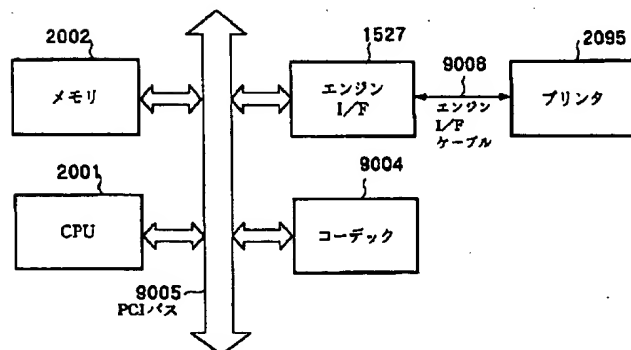 2002
メモリ
1527
エンジン
I/F
9008
エンジン
I/F
ケーブル
2095
プリンタ
2001
CPU
9004
コーデック
9005
PCIバス